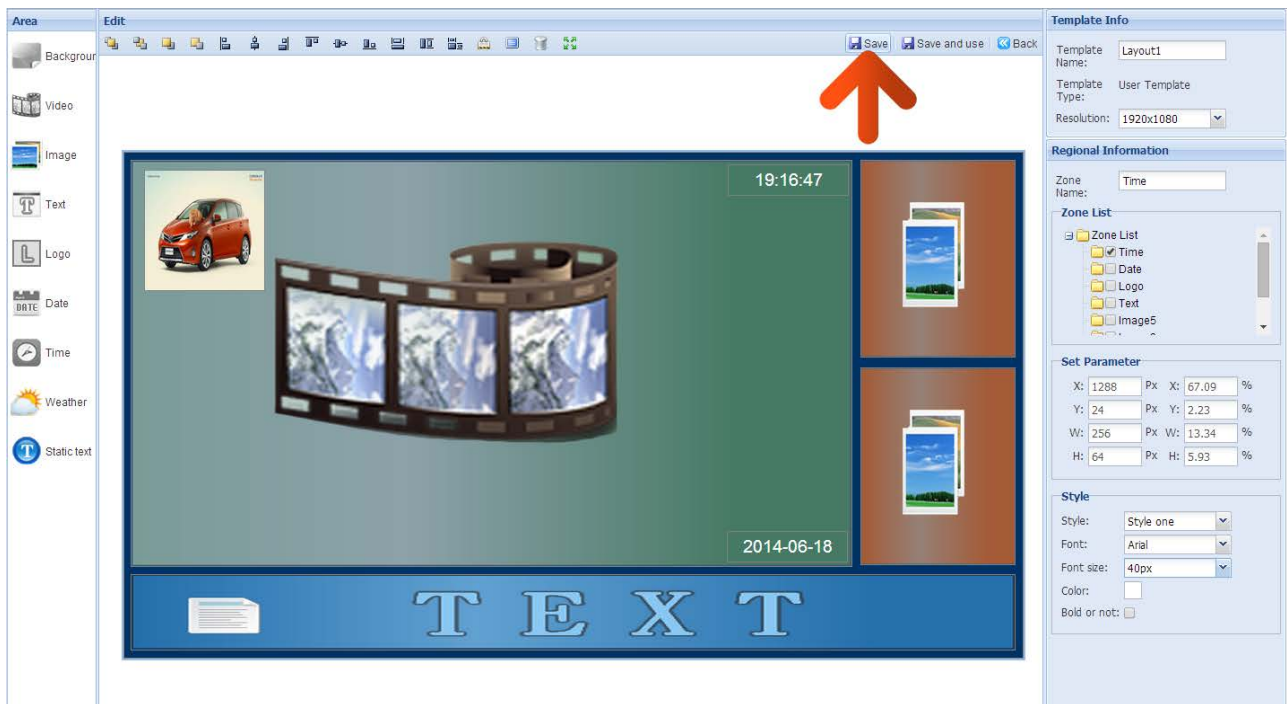 Area
Backgrour
Video
Image
Text
Logo
DATE
Date
Time
Weather
Static text
Edit
Save
Save and use
Back
19:16:47
2014-06-18
TEXT
Template Info
Template Name:
Layout1
Template Type:
User Template
Resolution:
1920x1080
Regional Information
Zone Name:
Time
Zone List
Zone List
Time
Date
Logo
Text
Image5
Set Parameter
X: 1288 Px X: 67.09 %
Y: 24 Px Y: 2.23 %
W: 256 Px W: 13.34 %
H: 64 Px H: 5.93 %
Style
Style: Style one
Font: Arial
Font size: 40px
Color:
Bold or not: